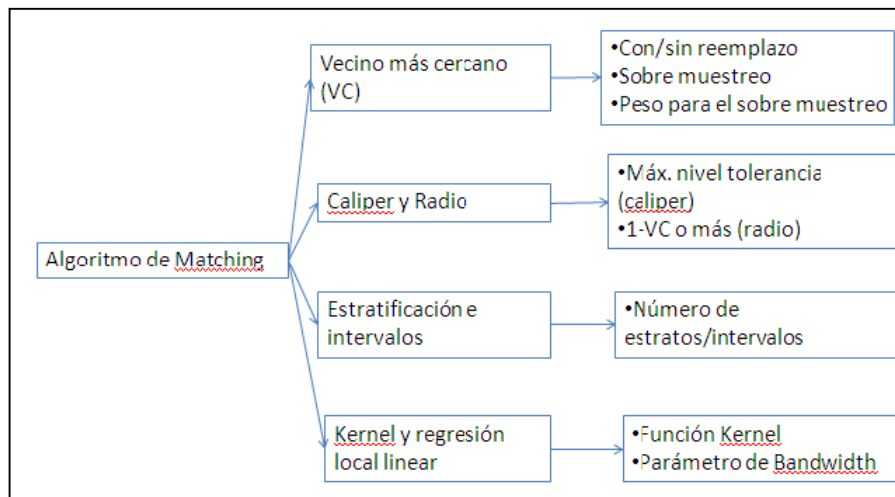 Vecino más cercano
(VC)
•Con/sin reemplazo
•Sobre muestreo
•Peso para el sobre muestreo
Caliper y Radio
•Máx. nivel tolerancia
(caliper)
•1-VC o más (radio)
Algoritmo de Matching
Estratificación e
intervalos
•Número de
estratos/intervalos
Kernel y regresión
local linear
•Función Kernel
•Parámetro de Bandwidth